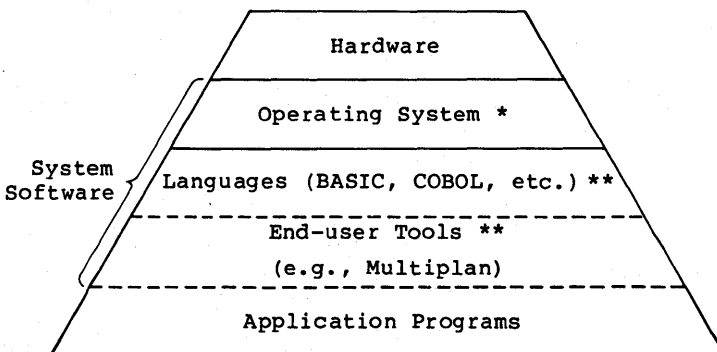 Hardware
Operating System *
System
Software
Languages (BASIC, COBOL, etc.) **
End-user Tools **
(e.g., Multiplan)
Application Programs